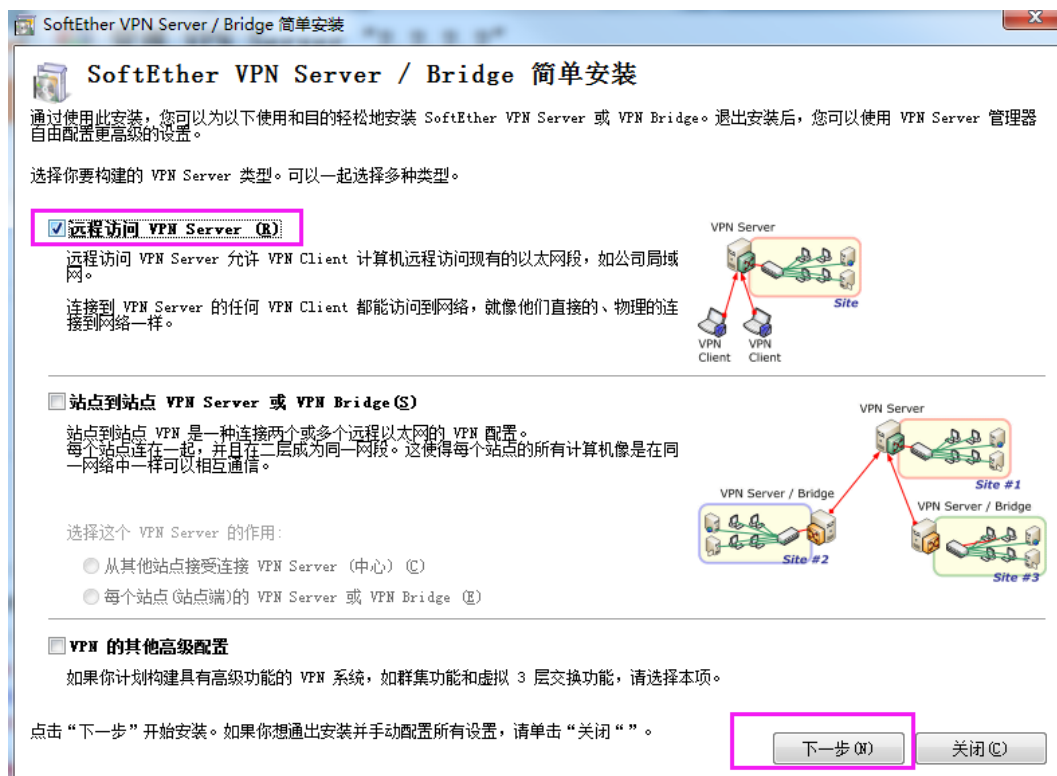 SoftEther VPN Server / Bridge 简单安装
SoftEther VPN Server / Bridge 简单安装
通过使用此安装，您可以为以下使用和目的轻松地安装 SoftEther VPN Server 或 VPN Bridge。退出安装后，您可以使用 VPN Server 管理器
自由配置更高级的设置。
选择你要构建的 VPN Server 类型。可以一起选择多种类型。
远程访问 VPN Server (R)
远程访问 VPN Server 允许 VPN Client 计算机远程访问现有的以太网段，如公司局域
网。
连接到 VPN Server 的任何 VPN Client 都能访问到网络，就像他们直接的、物理的连
接到网络一样。
VPN Server
Site
VPN Client
VPN Client
站点到站点 VPN Server 或 VPN Bridge(S)
站点到站点 VPN 是一种连接两个或多个远程以太网的 VPN 配置。
每个站点连在一起，并且在二层成为同一网段。这使得每个站点的所有计算机像是在同
一网络中一样可以相互通信。
选择这个 VPN Server 的作用:
从其他站点接受连接 VPN Server (中心) (C)
每个站点(站点端)的 VPN Server 或 VPN Bridge (E)
VPN Server
Site #1
VPN Server / Bridge
VPN Server / Bridge
Site #2
Site #3
VPN 的其他高级配置
如果你计划构建具有高级功能的 VPN 系统，如群集功能和虚拟 3 层交换功能，请选择本项。
点击“下一步”开始安装。如果你想通出安装并手动配置所有设置，请单击“关闭“”。
下一步(N)
关闭(C)